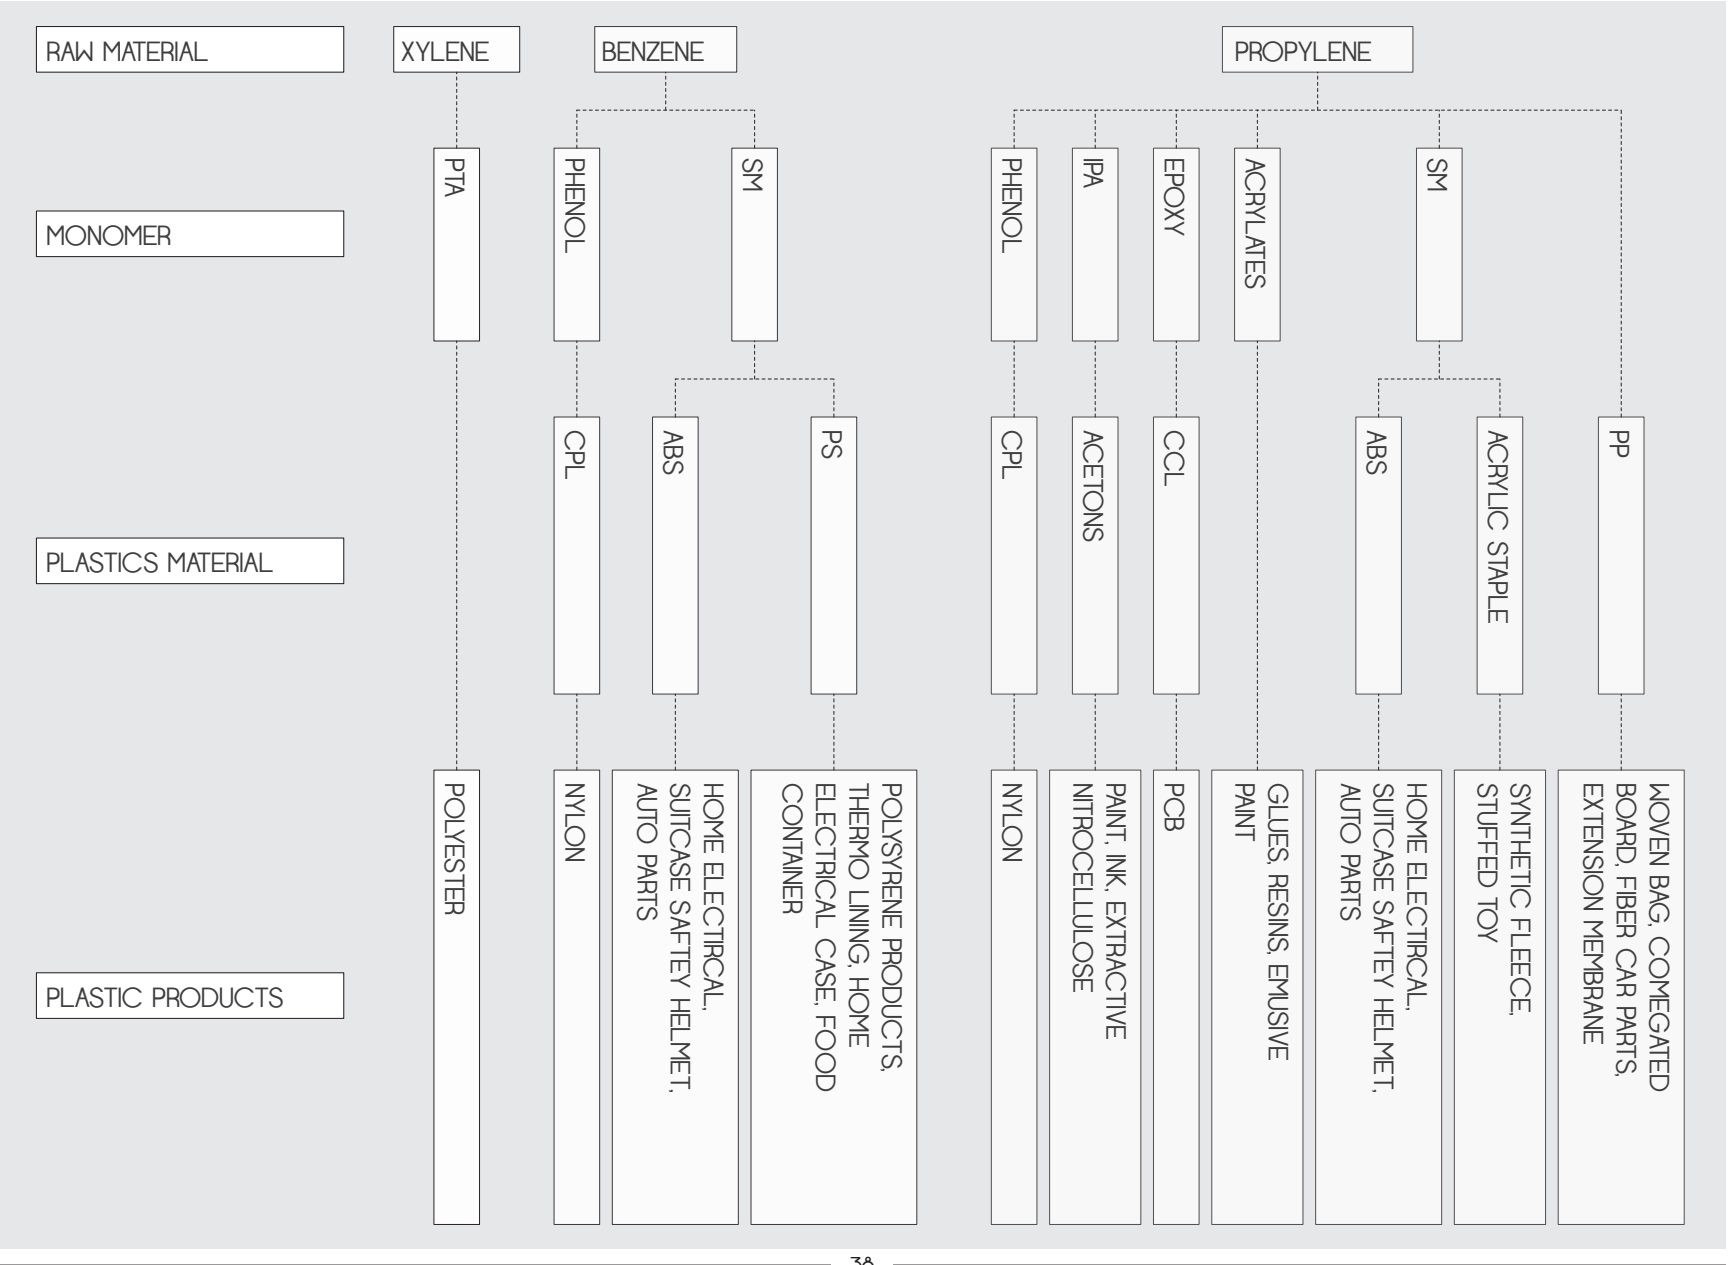 RAW MATERIAL
XYLENE
BENZENE
PROPYLENE
MONOMER
PTA
PHENOL
SM
PHENOL
IPA
EPOXY
ACRYLATES
SM
PLASTICS MATERIAL
CPL
ABS
PS
CPL
ACETONS
CCL
ABS
ACRYLIC STAPLE
PP
PLASTIC PRODUCTS
POLYESTER
NYLON
HOME ELECTIRCAL,
SUITCASE SAFTEY HELMET,
AUTO PARTS
POLYSYRENE PRODUCTS,
THERMO LINING, HOME
ELECTRICAL CASE, FOOD
CONTAINER
NYLON
PAINT, INK, EXTRACTIVE
NITROCELLULOSE
PCB
GLUES, RESINS, EMUSIVE
PAINT
HOME ELECTIRCAL,
SUITCASE SAFTEY HELMET,
AUTO PARTS
SYNTHETIC FLEECE,
STUFFED TOY
WOVEN BAG, COMEGATED
BOARD, FIBER CAR PARTS,
EXTENSION MEMBRANE
38